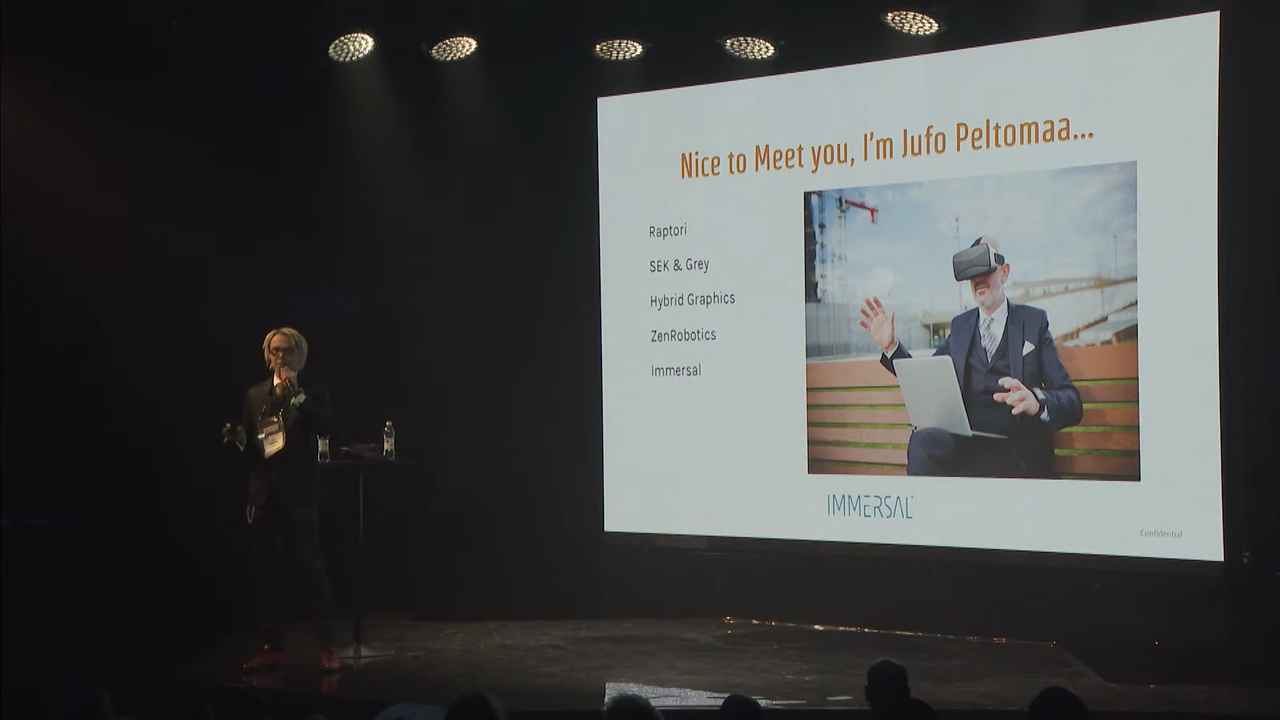 Nice to Meet you, I'm Jufo Peltomaa...
Raptori
SEK & Grey
Hybrid Graphics
ZenRobotics
Immersal
IMMERSAL
Confidential